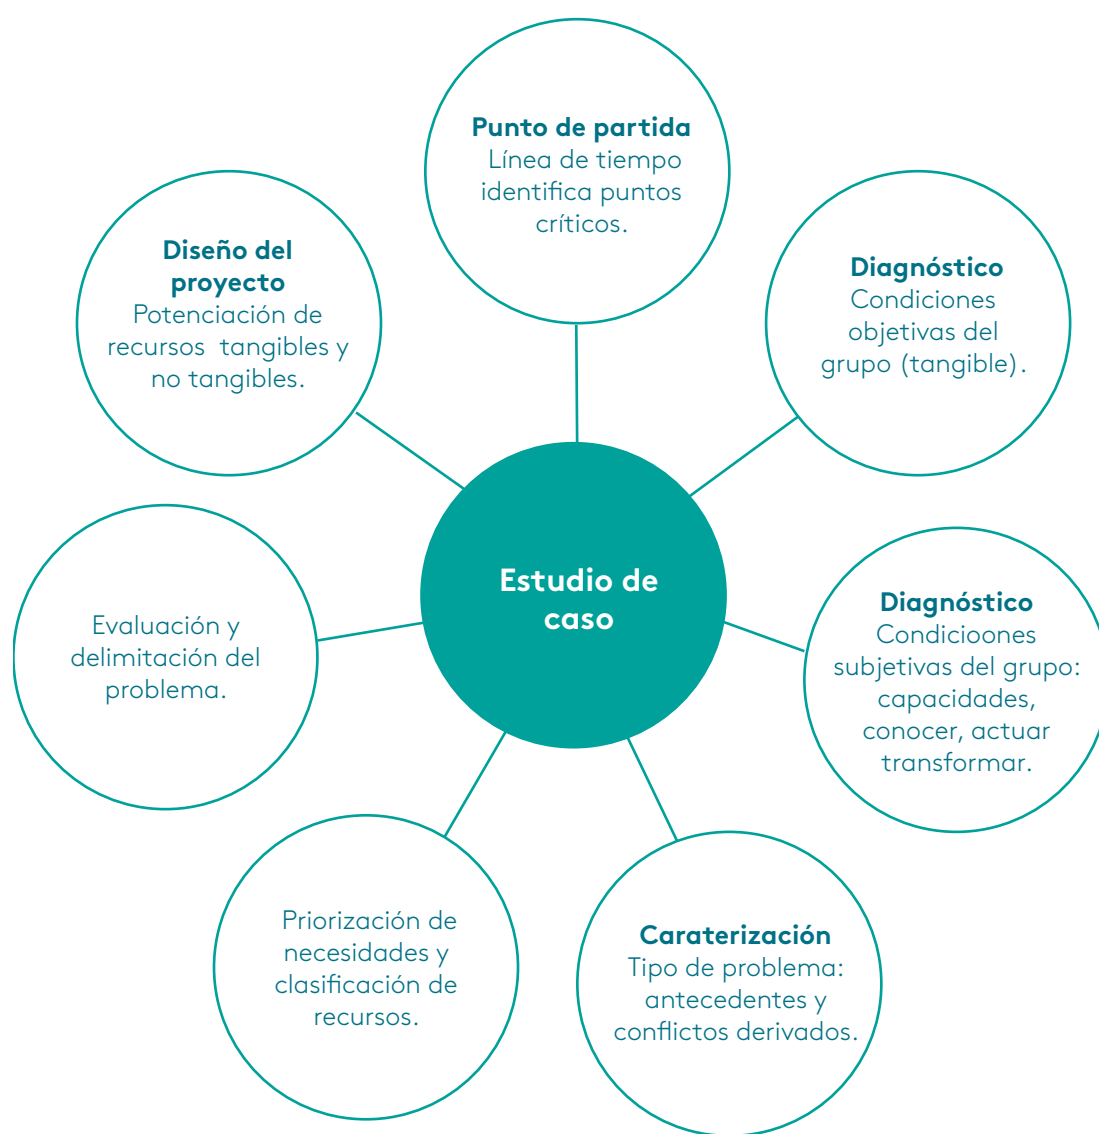 Punto de partida
Línea de tiempo
identifica puntos
críticos.
Diagnóstico
Condiciones
objetivas del
grupo (tangible).
Diagnóstico
Condicioones
subjetivas del grupo:
capacidades,
conocer, actuar
transformar.
Caraterización
Tipo de problema:
antecedentes y
conflictos derivados.
Priorización de
necesidades y
clasificación de
recursos.
Evaluación y
delimitación del
problema.
Diseño del
proyecto
Potenciación de
recursos tangibles y
no tangibles.
Estudio de
caso